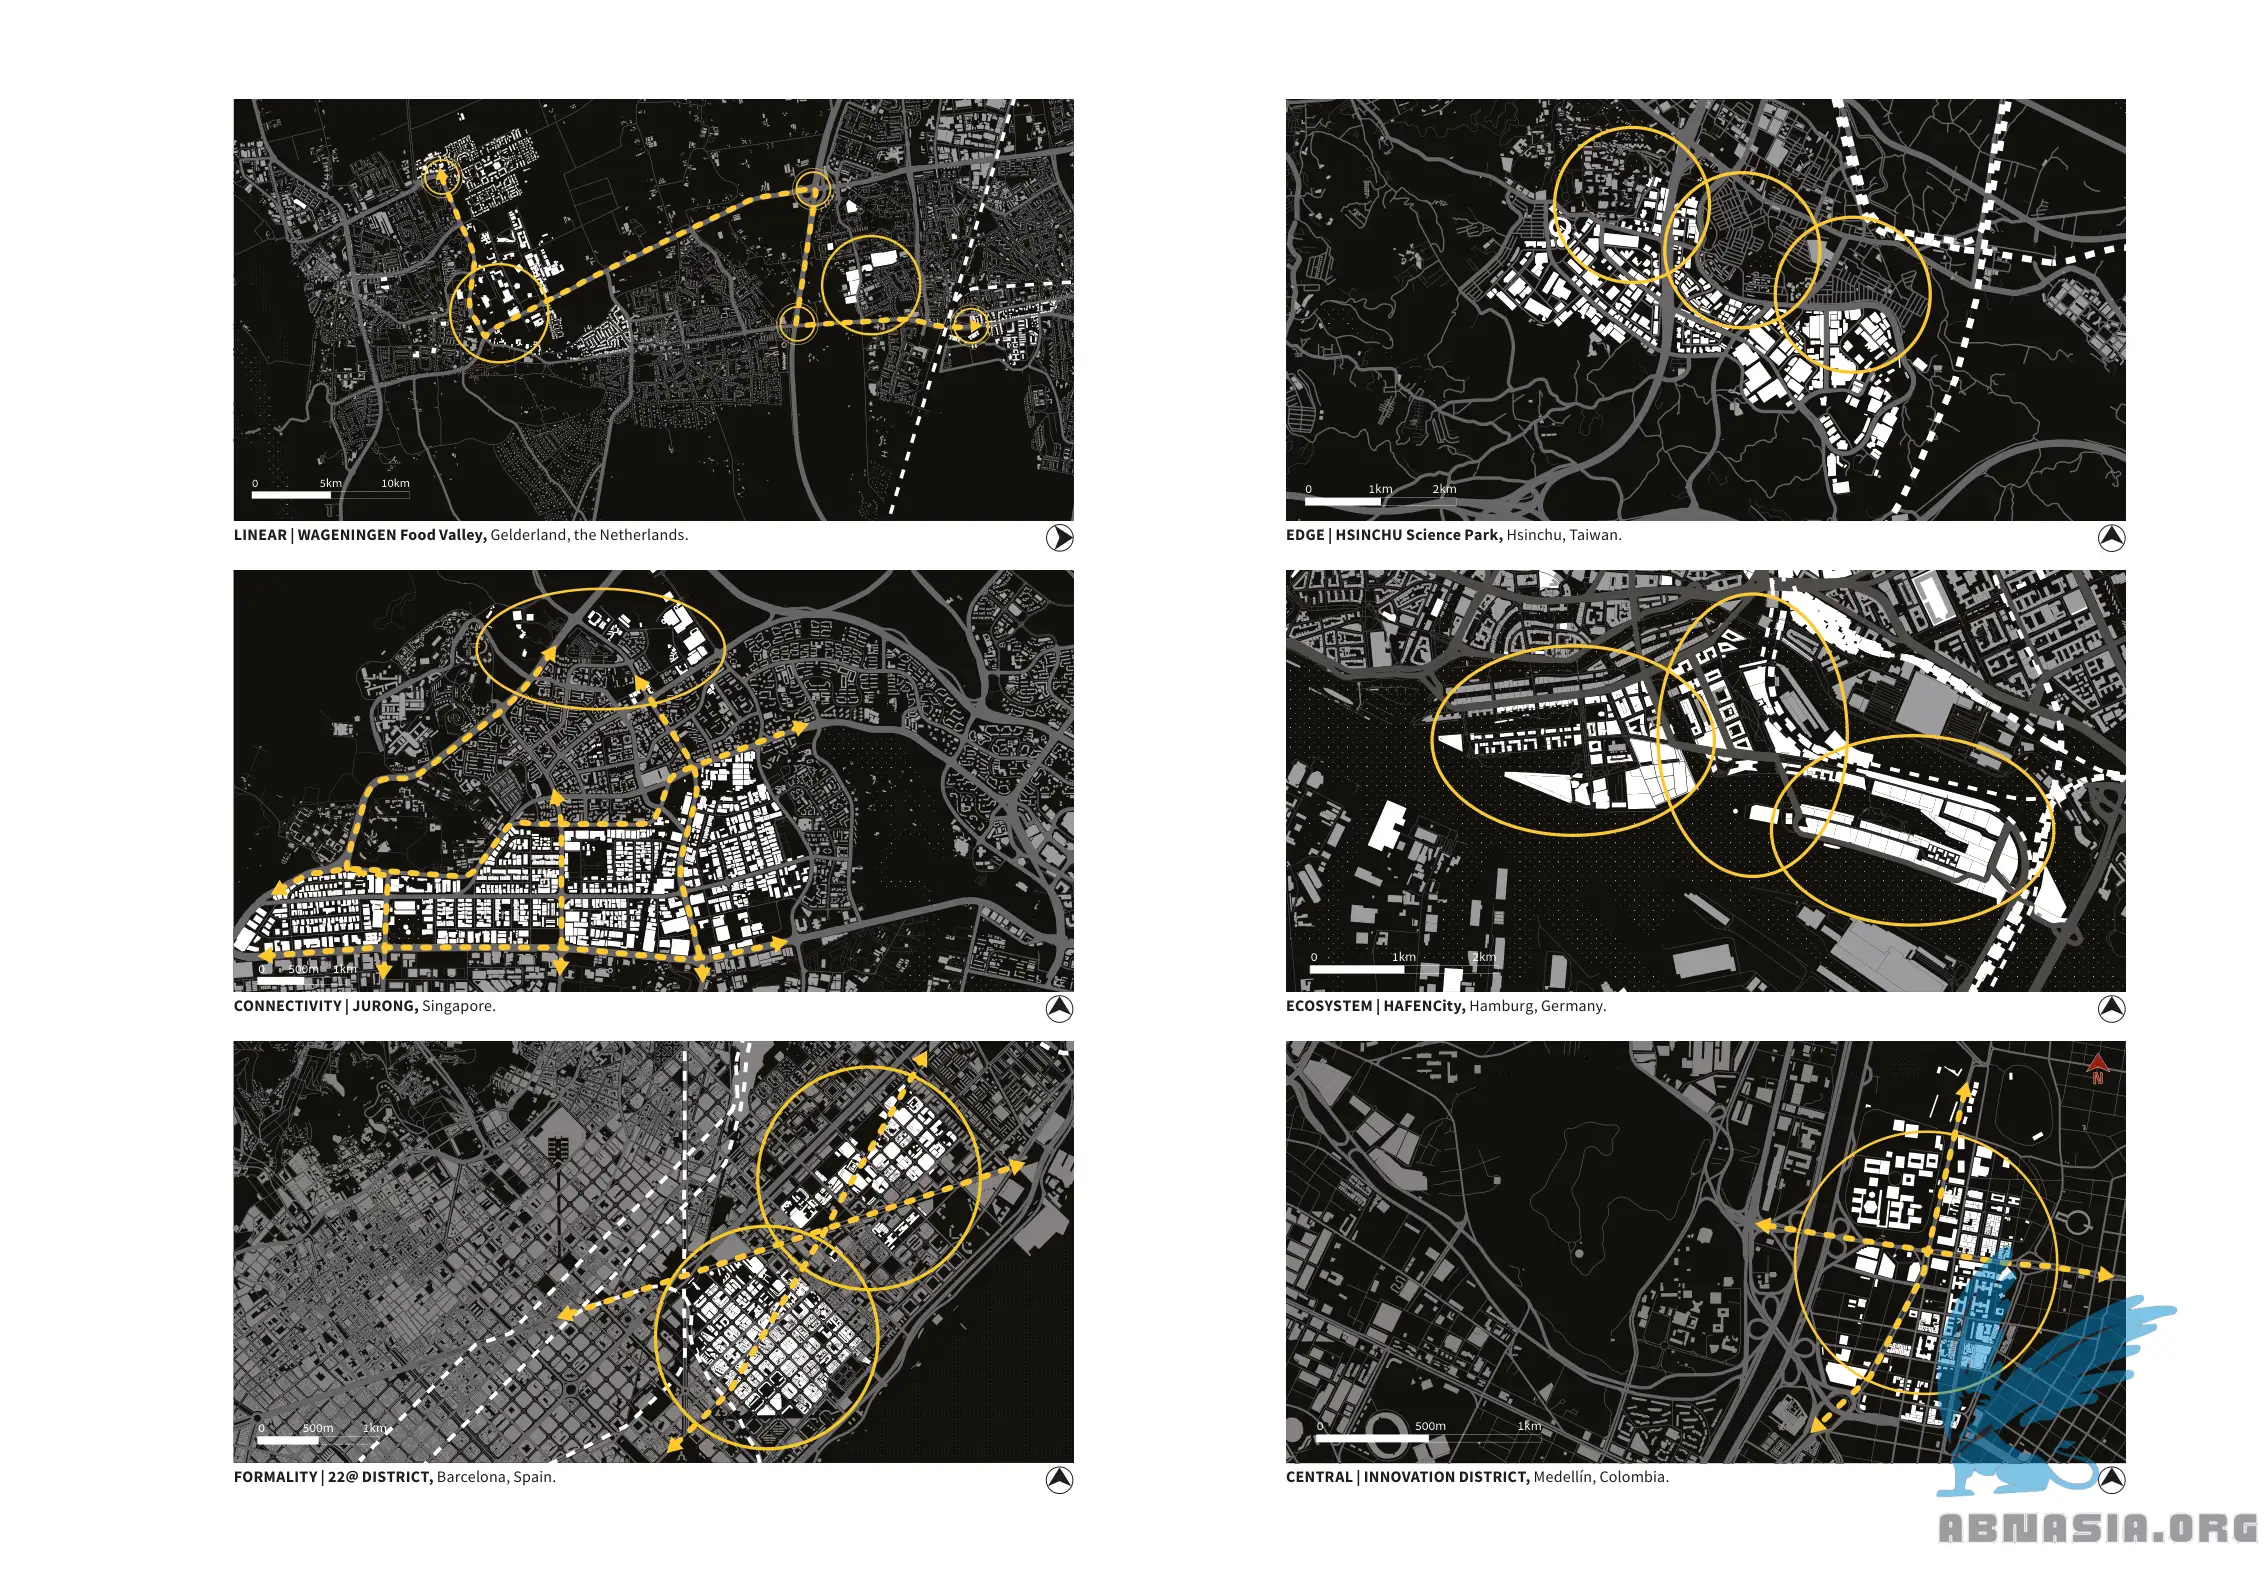 0 5km 10km
LINEAR | WAGENINGEN Food Valley, Gelderland, the Netherlands.
0 500m 1km
CONNECTIVITY | JURONG, Singapore.
0 500m 1km
FORMALITY | 22@ DISTRICT, Barcelona, Spain.
0 1km 2km
EDGE | HSINCHU Science Park, Hsinchu, Taiwan.
0 1km 2km
ECOSYSTEM | HAFENCity, Hamburg, Germany.
N
0 500m 1km
CENTRAL | INNOVATION DISTRICT, Medellín, Colombia.
ABNASIA.ORG